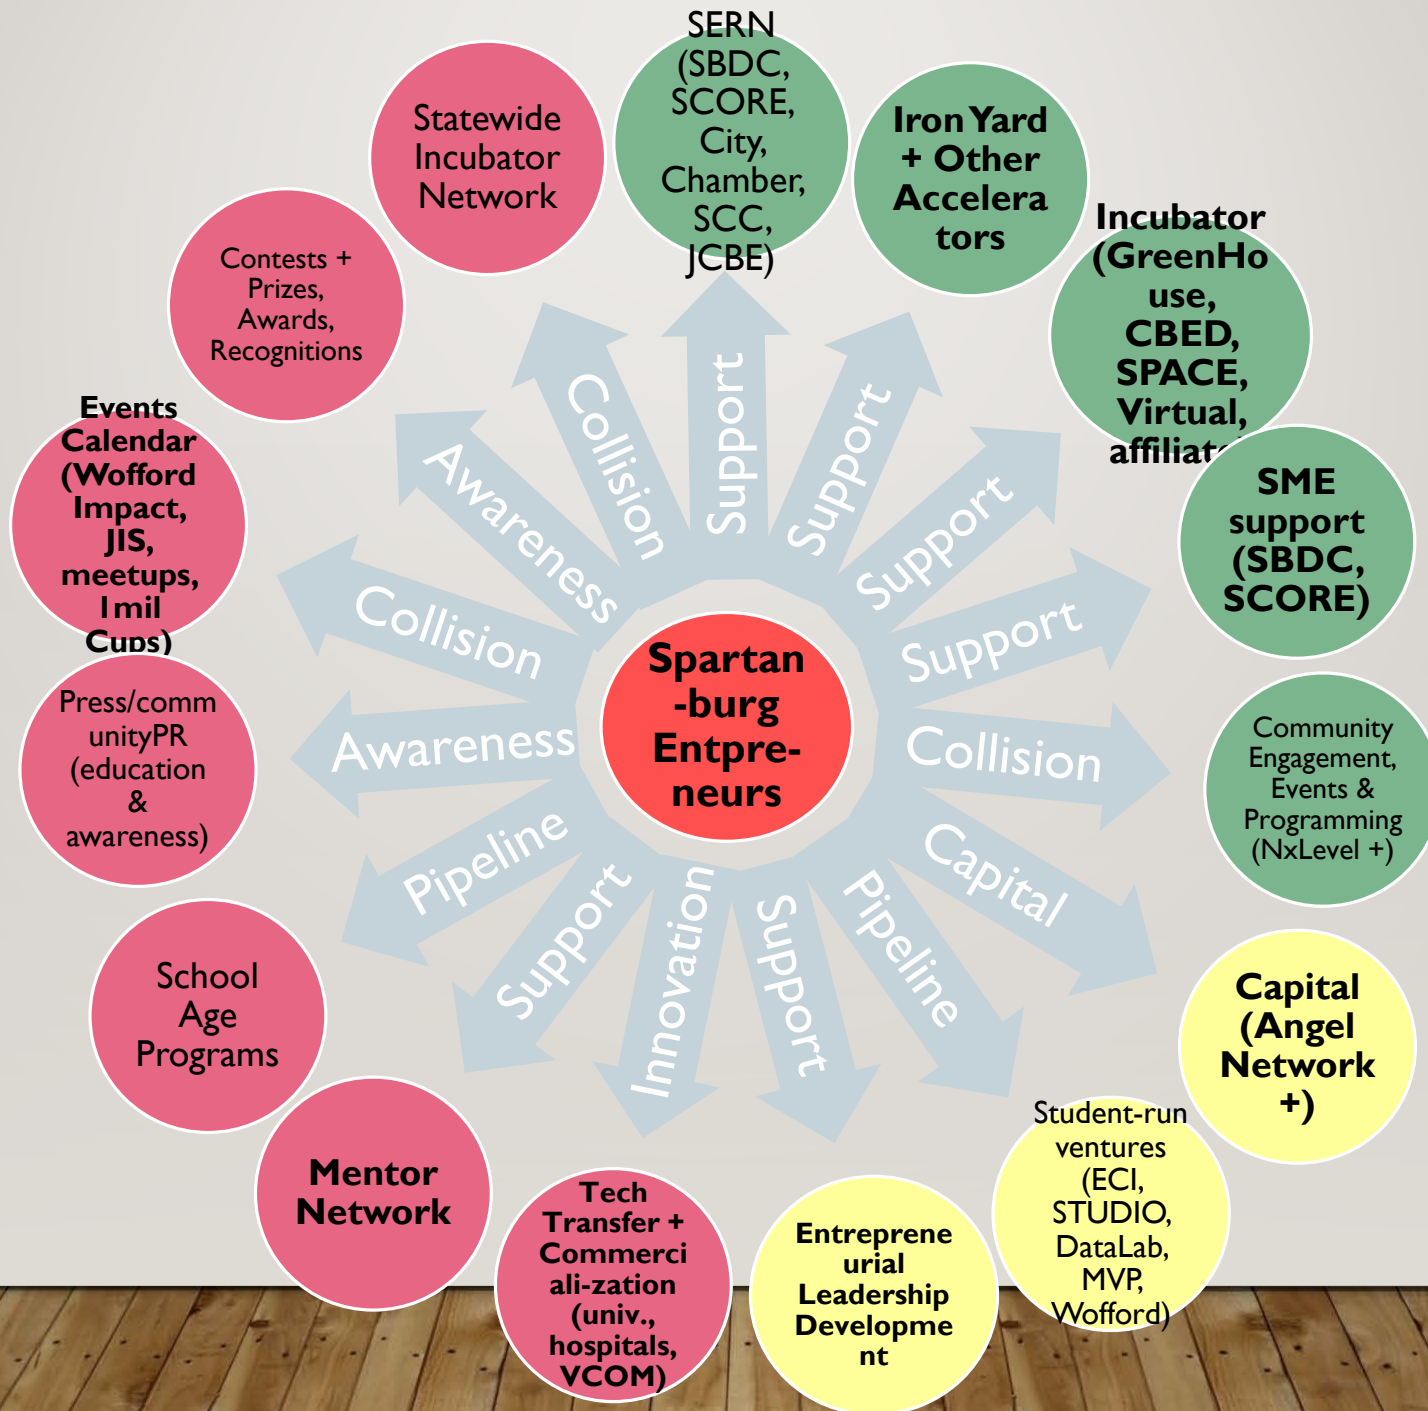 SERN
(SBDC,
SCORE,
City,
Chamber,
SCC,
JCBE)
Iron Yard
+ Other
Accelera
tors
Incubator
(GreenHo
use,
CBED,
SPACE,
Virtual,
SME
support
(SBDC,
SCORE)
Community
Engagement,
Events &
Programming
(NxLevel +)
Capital
(Angel
Network
+)
Student-run
ventures
(ECI,
STUDIO,
DataLab,
MVP,
Wofford)
Entreprene
urial
Leadership
Developme
nt
Tech
Transfer +
Commerci
ali-zation
(univ.,
hospitals,
VCOM)
Mentor
Network
School
Age
Programs
Press/comm
unityPR
(education
&
awareness)
Events
Calendar
(Wofford
Impact,
JIS,
meetups,
1mil
Cups)
Contests +
Prizes,
Awards,
Recognitions
Statewide
Incubator
Network
Support
Support
Support
Support
Collision
Capital
Pipeline
Support
Innovation
Support
Pipeline
Awareness
Collision
Awareness
Collision
Spartan
-burg
Entpre-
neurs